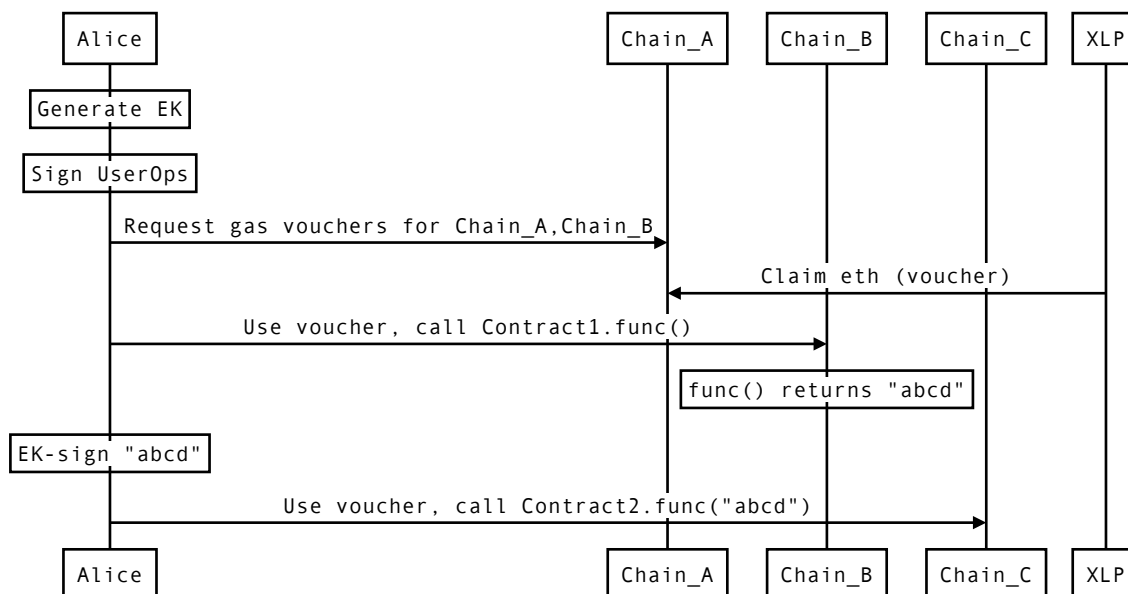 Alice Chain_A Chain_B Chain_C XLP
Generate EK
Sign UserOps
Request gas vouchers for Chain_A,Chain_B
Claim eth (voucher)
Use voucher, call Contract1.func()
func() returns "abcd"
EK-sign "abcd"
Use voucher, call Contract2.func("abcd")
Alice Chain_A Chain_B Chain_C XLP